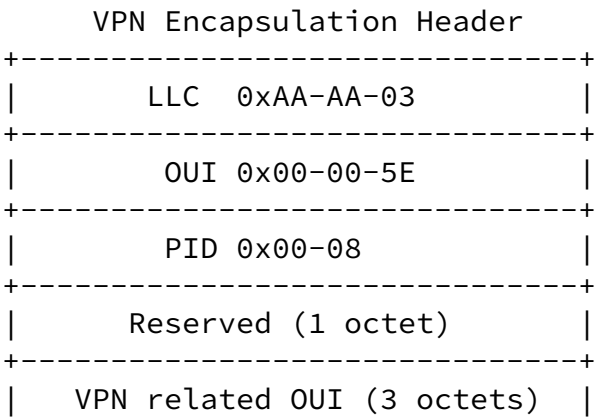 VPN Encapsulation Header
+--------------------------------+
| LLC 0xAA-AA-03 |
+--------------------------------+
| OUI 0x00-00-5E |
+--------------------------------+
| PID 0x00-08 |
+--------------------------------+
| Reserved (1 octet) |
+--------------------------------+
| VPN related OUI (3 octets) |